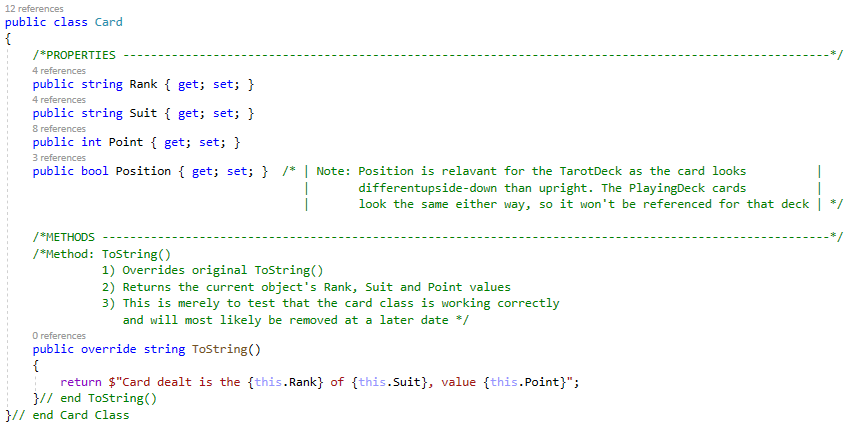 12 references
public class Card
{
/*PROPERTIES --------------------------------------------------------------------------------------------------------*/
4 references
public string Rank { get; set; }
4 references
public string Suit { get; set; }
8 references
public int Point { get; set; }
3 references
public bool Position { get; set; }  /* | Note: Position is relavant for the TarotDeck as the card looks          |
|       differentupside-down than upright. The PlayingDeck cards          |
|       look the same either way, so it won't be referenced for that deck | */
/*METHODS -----------------------------------------------------------------------------------------------------------*/
/*Method: ToString()
1) Overrides original ToString()
2) Returns the current object's Rank, Suit and Point values
3) This is merely to test that the card class is working correctly
and will most likely be removed at a later date */
0 references
public override string ToString()
{
return $"Card dealt is the {this.Rank} of {this.Suit}, value {this.Point}";
}// end ToString()
}// end Card Class